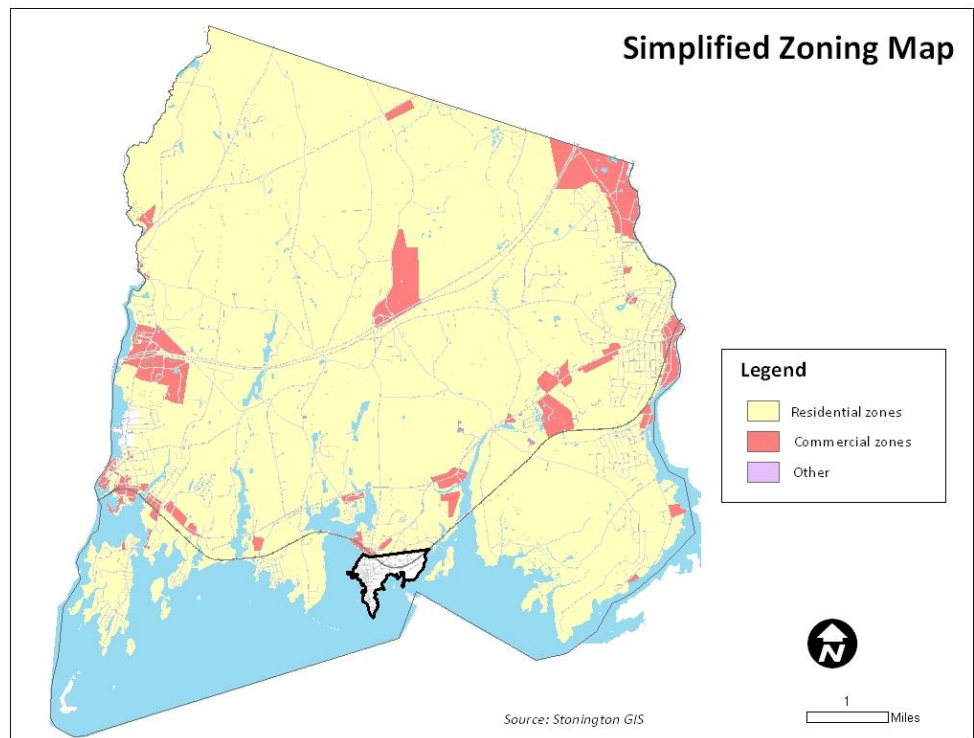 Simplified Zoning Map
Legend
Residential zones
Commercial zones
Other
N
1
Miles
Source: Stonington GIS